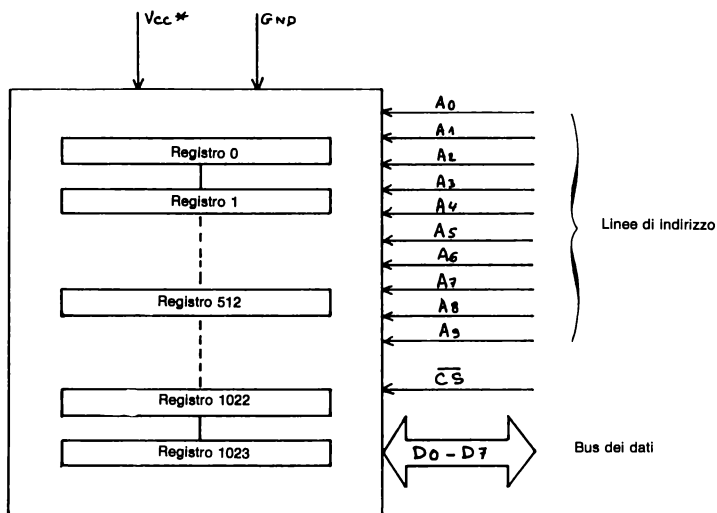 Vcc* GND
A0
A1
Registro 0
A2
A3
Registro 1
A4
Linee di indirizzo
A5
A6
A7
Registro 512
A8
A9
C̅S̅
Registro 1022
D0 - D7
Bus dei dati
Registro 1023